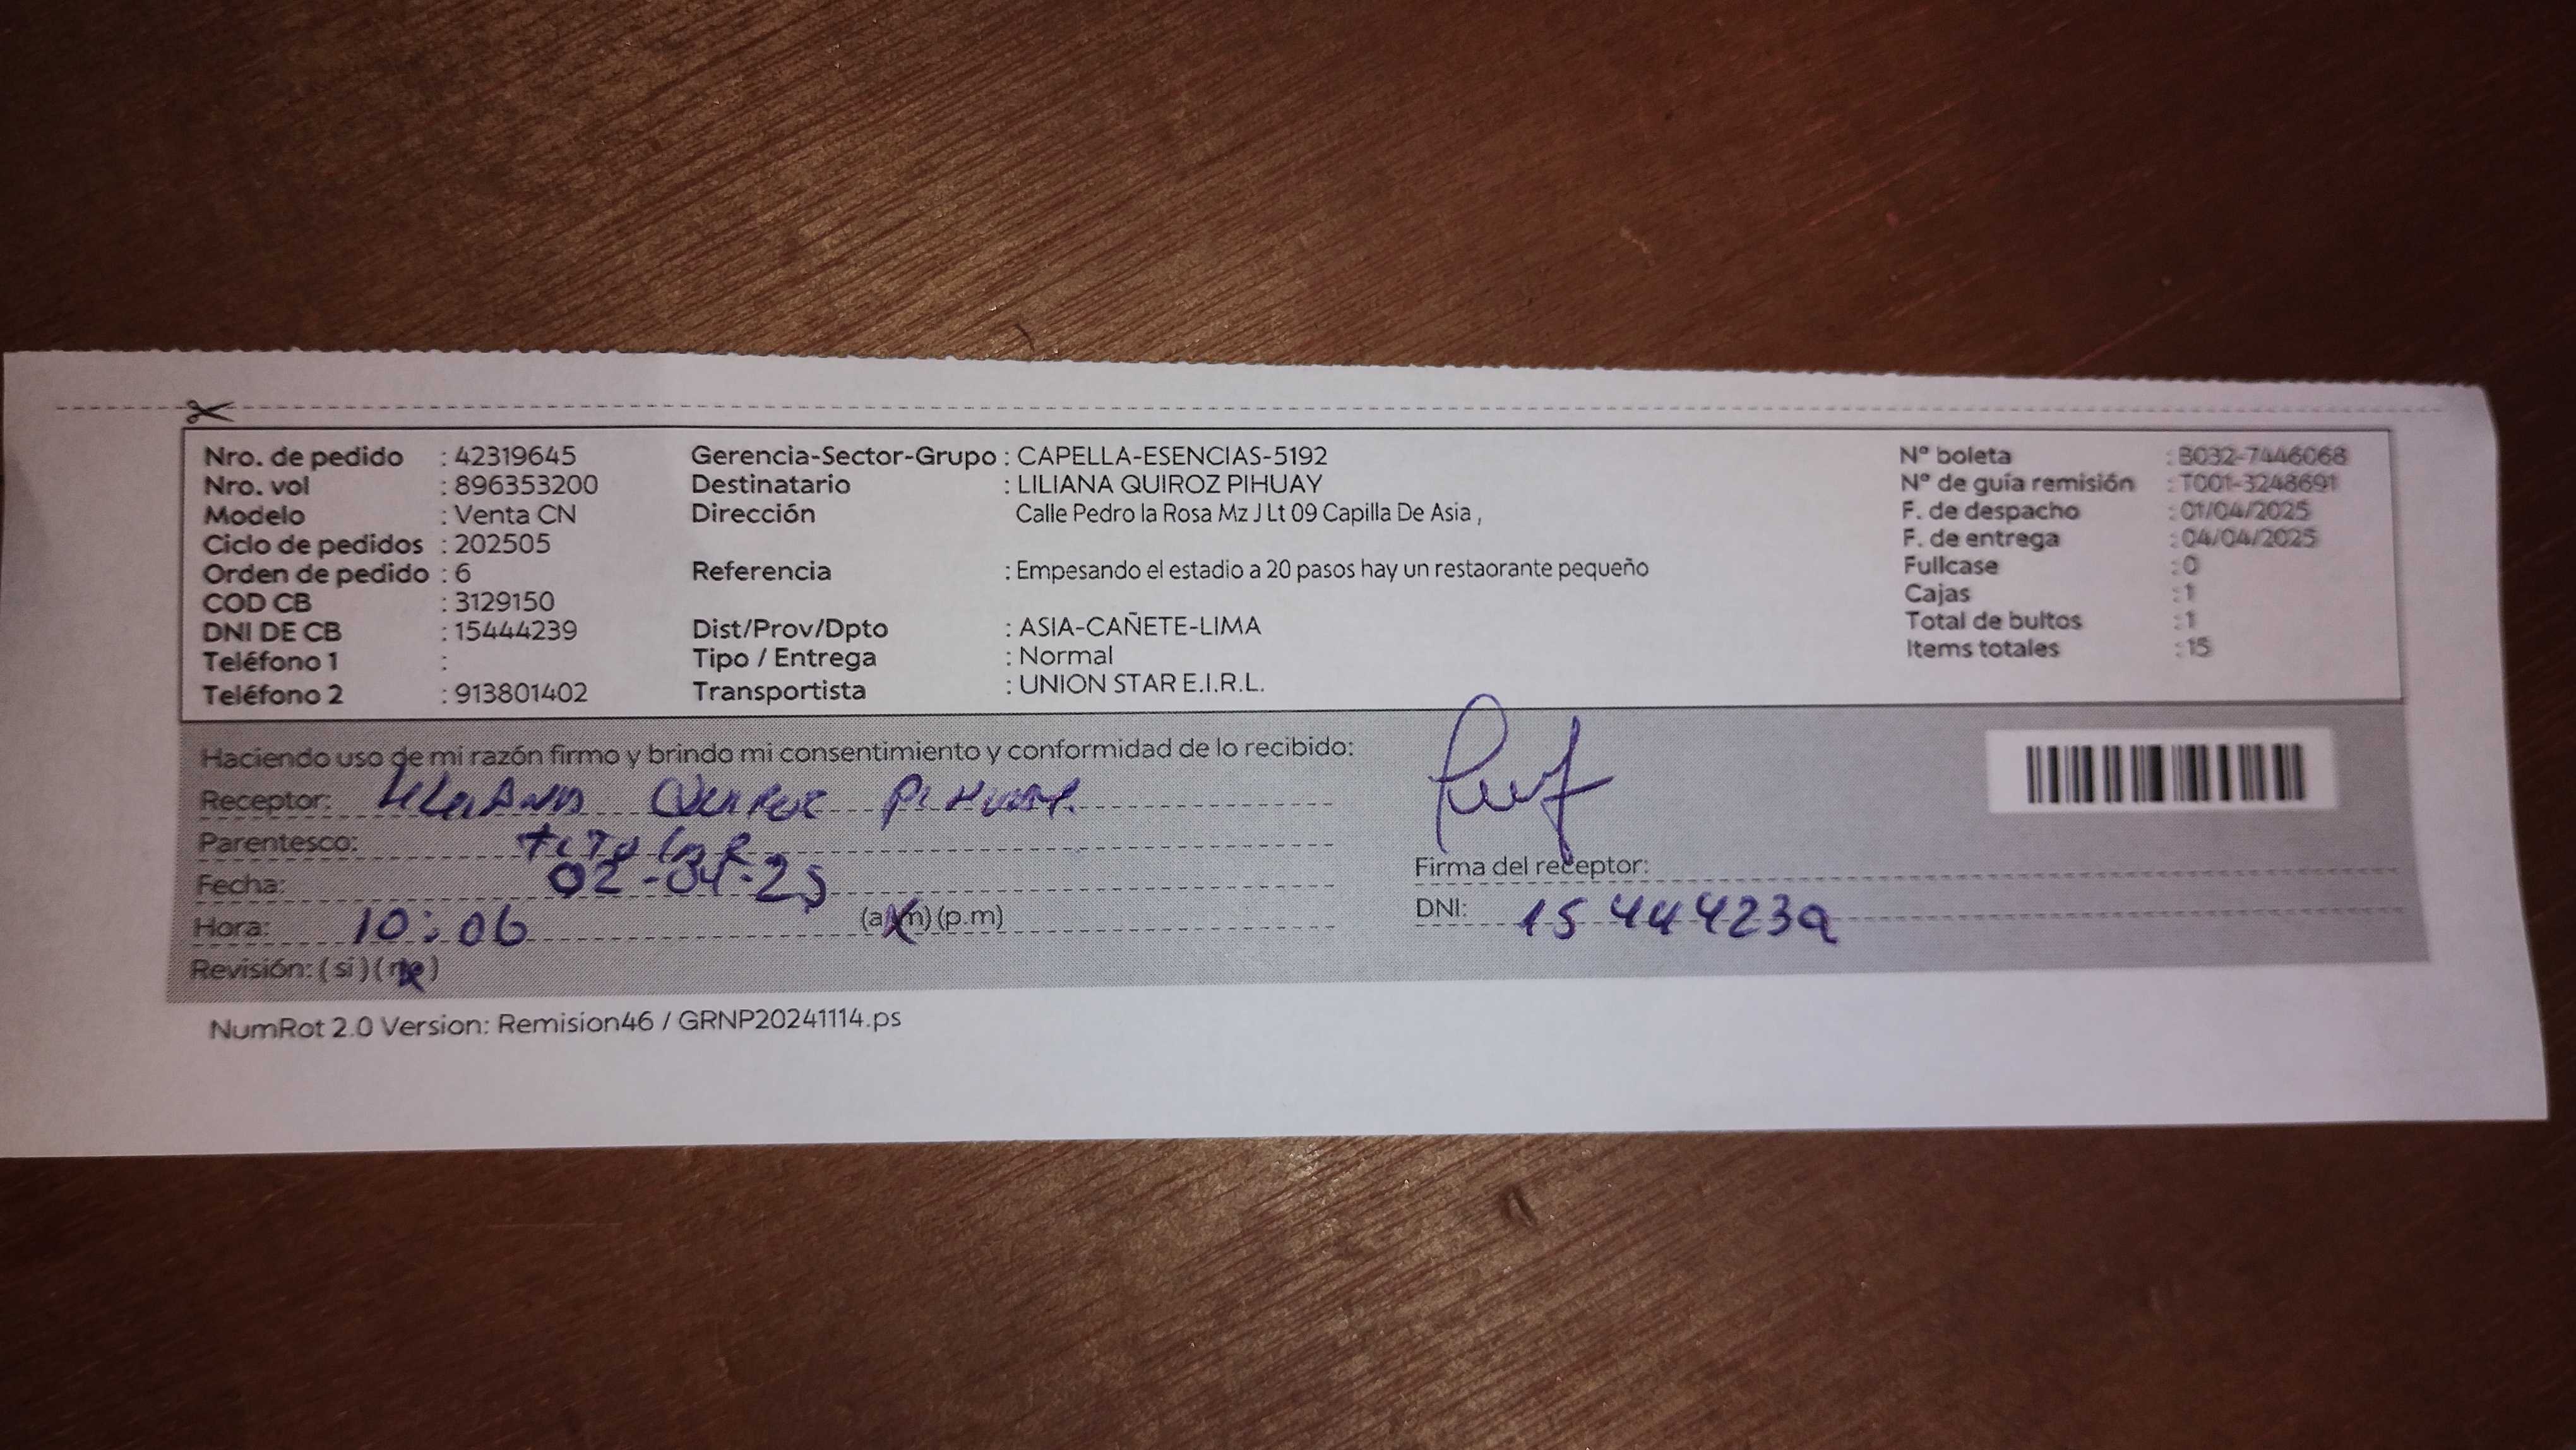 Nro. de pedido : 42319645 Gerencia-Sector-Grupo : CAPELLA-ESENCIAS-5192 N° boleta : B032-7446068
Nro. vol : 896353200 Destinatario : LILIANA QUIROZ PIHUAY N° de guía remisión : T001-3248691
Modelo : Venta CN Dirección Calle Pedro la Rosa Mz J Lt 09 Capilla De Asia , F. de despacho : 01/04/2025
Ciclo de pedidos : 202505 F. de entrega : 04/04/2025
Orden de pedido : 6 Referencia : Empesando el estadio a 20 pasos hay un restaorante pequeño Fullcase : 0
COD CB : 3129150 Cajas : 1
DNI DE CB : 15444239 Dist/Prov/Dpto : ASIA-CAÑETE-LIMA Total de bultos : 1
Teléfono 1 : Tipo / Entrega : Normal Items totales : 15
Teléfono 2 : 913801402 Transportista : UNION STAR E.I.R.L.
Haciendo uso de mi razón firmo y brindo mi consentimiento y conformidad de lo recibido:
Receptor: Liliana Quiroz Pihuay.
Parentesco: titular
Fecha: 02-04-25 Firma del receptor:
Hora: 10:06 (a.m) (p.m) DNI: 15444239
Revisión: ( si ) ( no )
NumRot 2.0 Version: Remision46 / GRNP20241114.ps